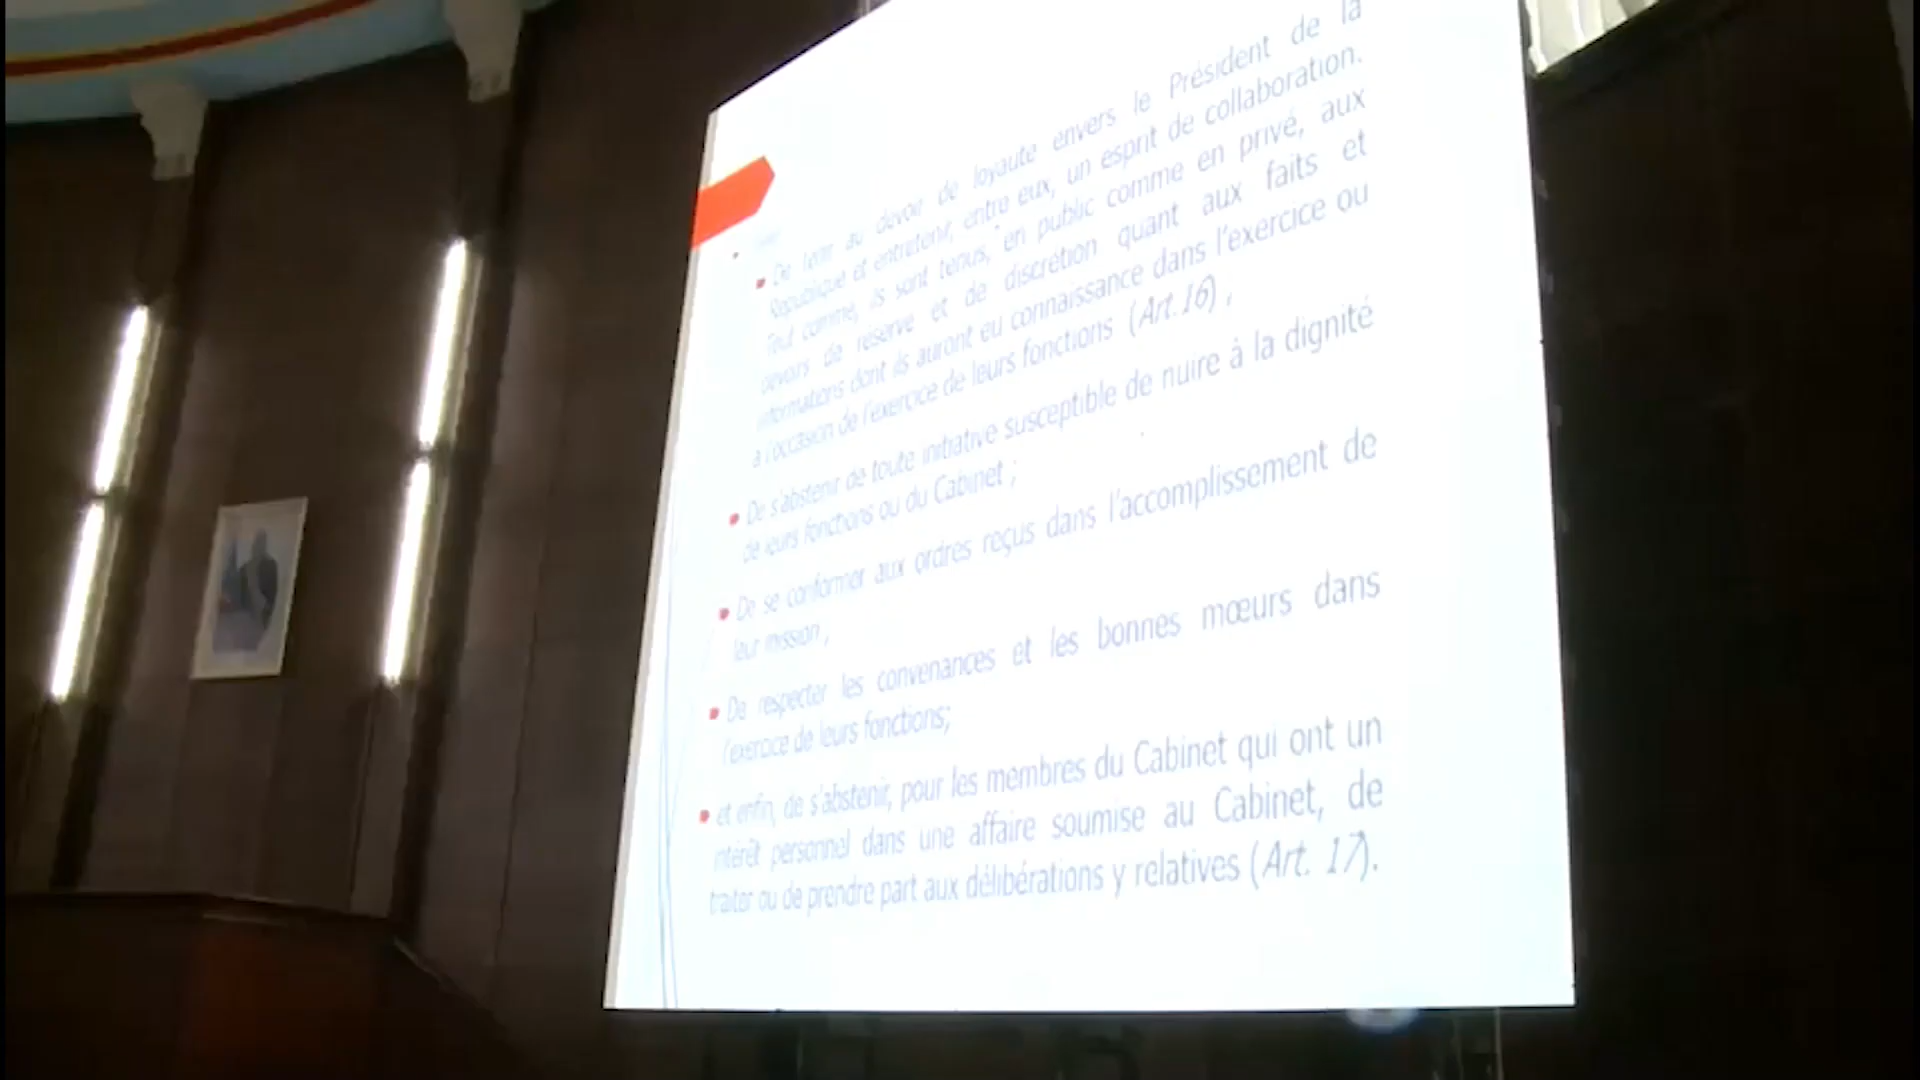 De tenir au devoir de loyauté envers le Président de la
République et entretenir, entre eux, un esprit de collaboration.
Tout comme, ils sont tenus, en public comme en privé, aux
devoirs de réserve et de discrétion quant aux faits et
informations dont ils auront eu connaissance dans l'exercice ou
à l'occasion de l'exercice de leurs fonctions (Art.16) ;
De s'abstenir de toute initiative susceptible de nuire à la dignité
de leurs fonctions ou du Cabinet ;
De se conformer aux ordres reçus dans l'accomplissement de
leur mission ;
De respecter les convenances et les bonnes mœurs dans
l'exercice de leurs fonctions;
et enfin, de s'abstenir, pour les membres du Cabinet qui ont un
intérêt personnel dans une affaire soumise au Cabinet, de
traiter ou de prendre part aux délibérations y relatives (Art. 17).